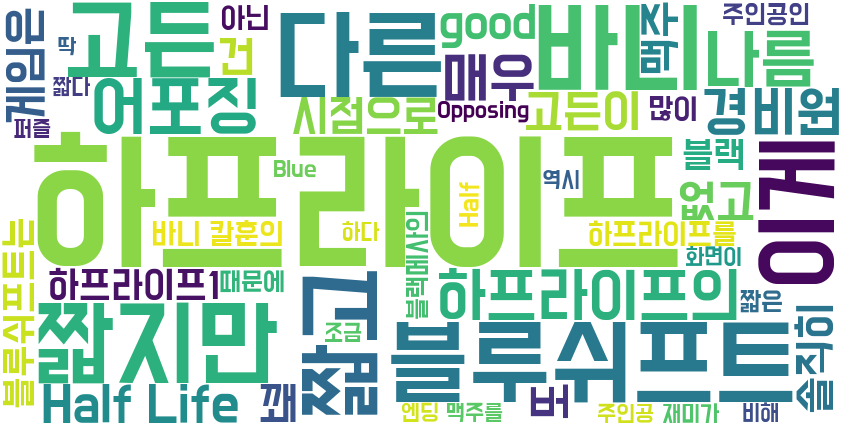 고든
다른
바니
나름
good
아닌
건
매우
맥주
주인공인
게임은
딱
짧다
퍼즐
어포징
시점으로
Opposing
고든이
많이
경비원
하프라이프
Blue
Half
역시
블랙
없고
이게
바니 칼훈의
하다
하프라이프를
화면이
블루쉬프트는
하프라이프1
때문에
블랙메사의
하프라이프의
짧은
짧지만
짧고
조금
블루쉬프트
솔직히
Half Life
꽤
엔딩
맥주를
버
주인공
재미가
비해